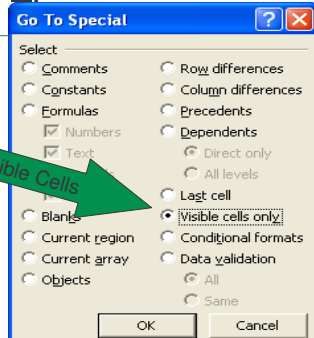 Go To Special
Select
Comments
Constants
Formulas
Numbers
Text
Blanks
Current region
Current array
Objects
Row differences
Column differences
Precedents
Dependents
Direct only
All levels
Last cell
Visible cells only
Conditional formats
Data validation
All
Same
Cells
OK
Cancel